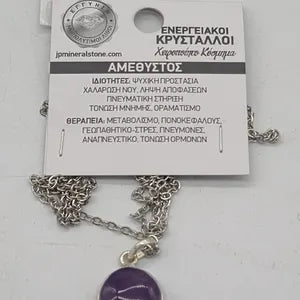 ΕΓΓΥΗΣΗ
jpmineralstone.com
ΕΝΕΡΓΕΙΑΚΟΙ
ΚΡΥΣΤΑΛΛΟΙ
Χειροποίητο Κόσμημα
ΑΜΕΘΥΣΤΟΣ
ΙΔΙΟΤΗΤΕΣ: ΨΥΧΙΚΗ ΠΡΟΣΤΑΣΙΑ
ΧΑΛΑΡΩΣΗ ΝΟΥ, ΛΗΨΗ ΑΠΟΦΑΣΕΩΝ
ΠΝΕΥΜΑΤΙΚΗ ΣΤΗΡΙΞΗ
ΤΟΝΩΣΗ ΜΝΗΜΗΣ, ΟΡΑΜΑΤΙΣΜΟ
ΘΕΡΑΠΕΙΑ: ΜΕΤΑΒΟΛΙΣΜΟ, ΠΟΝΟΚΕΦΑΛΟΥΣ,
ΓΕΩΠΑΘΗΤΙΚΟ-ΣΤΡΕΣ, ΠΝΕΥΜΟΝΕΣ,
ΑΝΑΠΝΕΥΣΤΙΚΟ, ΤΟΝΩΣΗ ΟΡΜΟΝΩΝ